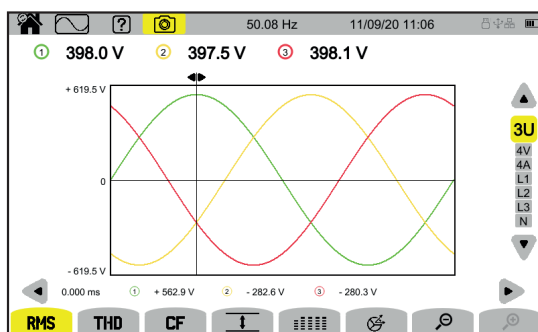 ? 50.08 Hz 11/09/20 11:06
1 398.0 V 2 397.5 V 3 398.1 V
+ 619.5 V
0
- 619.5 V
3U
4V
4A
L1
L2
L3
N
0.000 ms 1 + 562.9 V 2 - 282.6 V 3 - 280.3 V
RMS THD CF